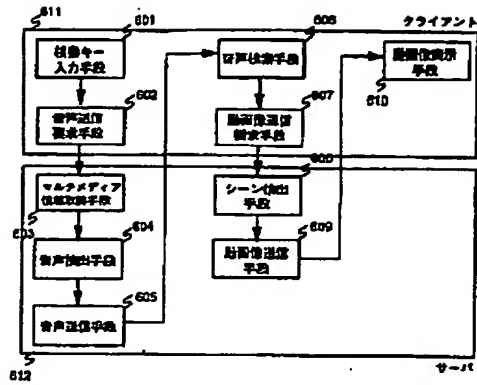 611
601
検索キー
入力手段
602
音声送信
要求手段
606
音声検索手段
607
動画像送信
請求手段
クライアント
動画像表示
手段
610
マルチメディア
情報取得手段
603
604
音声検出手段
605
音声送信手段
608
シーン検出
手段
609
動画像送信
手段
612
サーバ